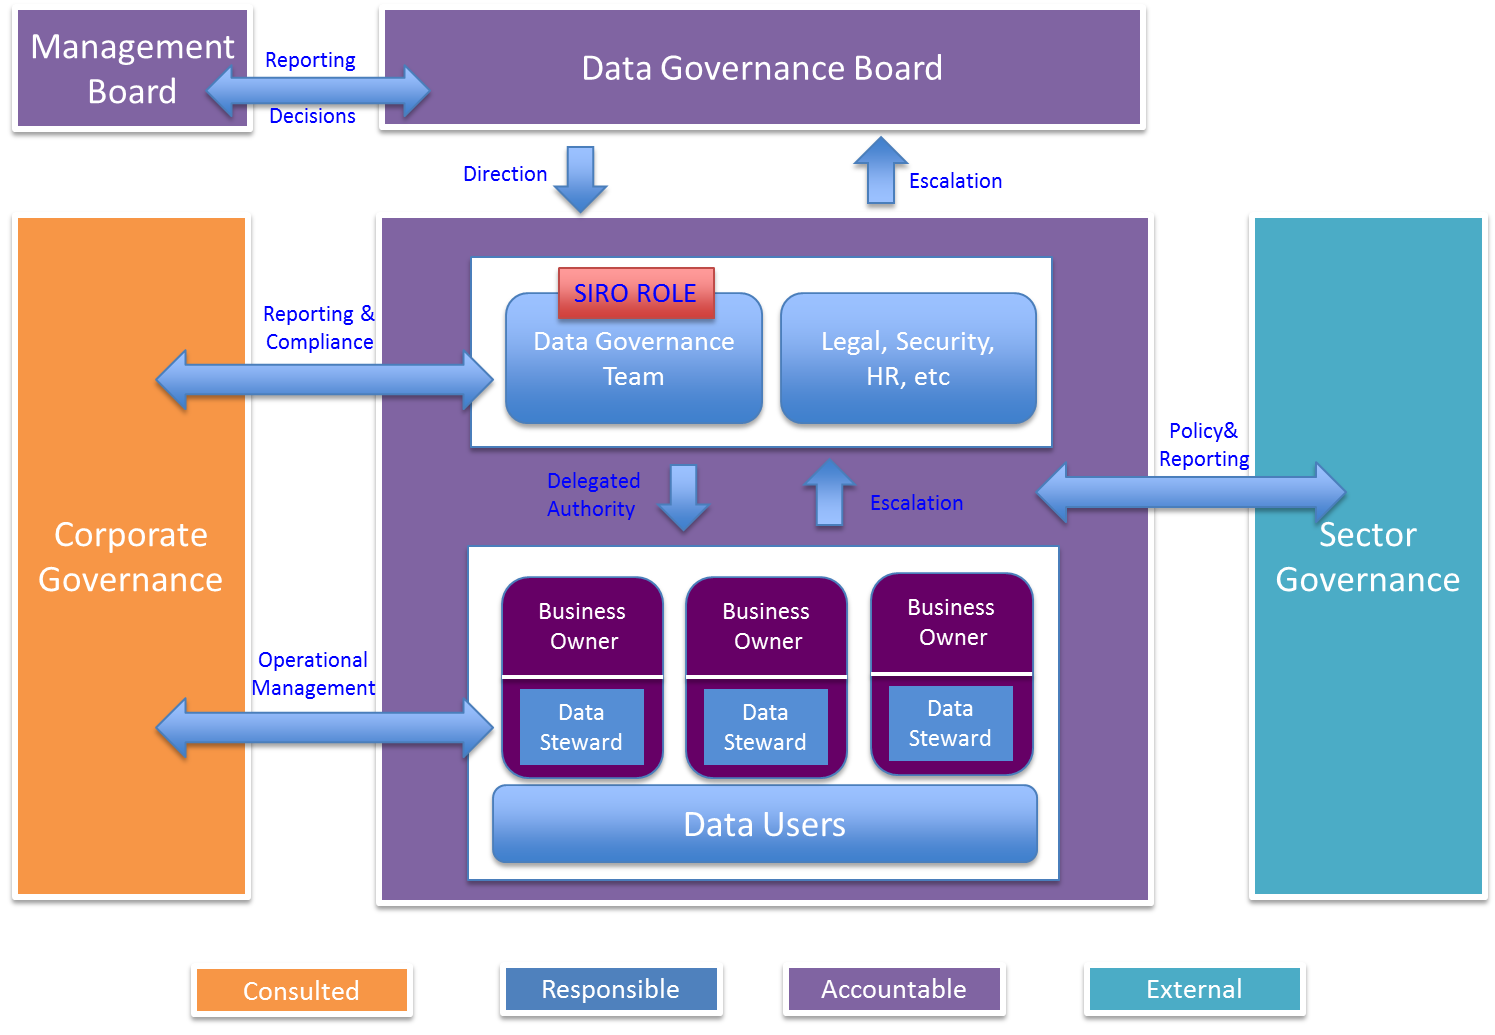 Management
Board
Reporting
Decisions
Data Governance Board
Direction
Escalation
Corporate
Governance
Reporting &
Compliance
Operational
Management
SIRO ROLE
Data Governance
Team
Legal, Security,
HR, etc
Delegated
Authority
Escalation
Business
Owner
Data
Steward
Business
Owner
Data
Steward
Business
Owner
Data
Steward
Data Users
Policy&
Reporting
Sector
Governance
Consulted
Responsible
Accountable
External